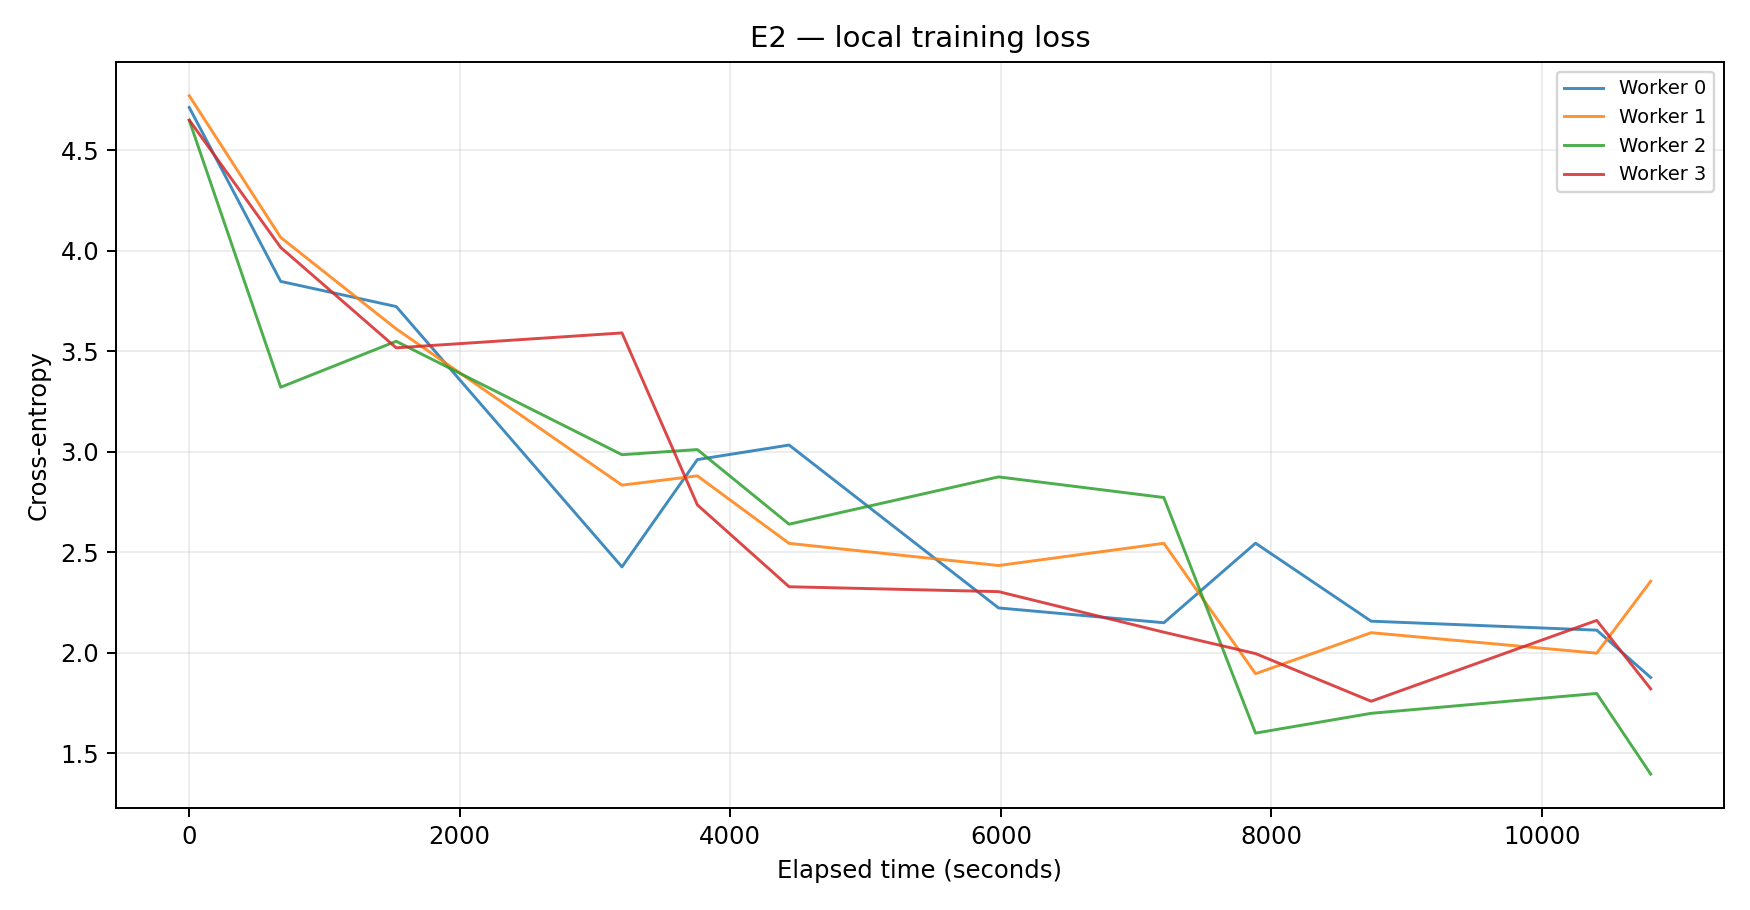 E2 — local training loss
Worker 0
Worker 1
Worker 2
Worker 3
Cross-entropy
4.5
4.0
3.5
3.0
2.5
2.0
1.5
0 2000 4000 6000 8000 10000
Elapsed time (seconds)